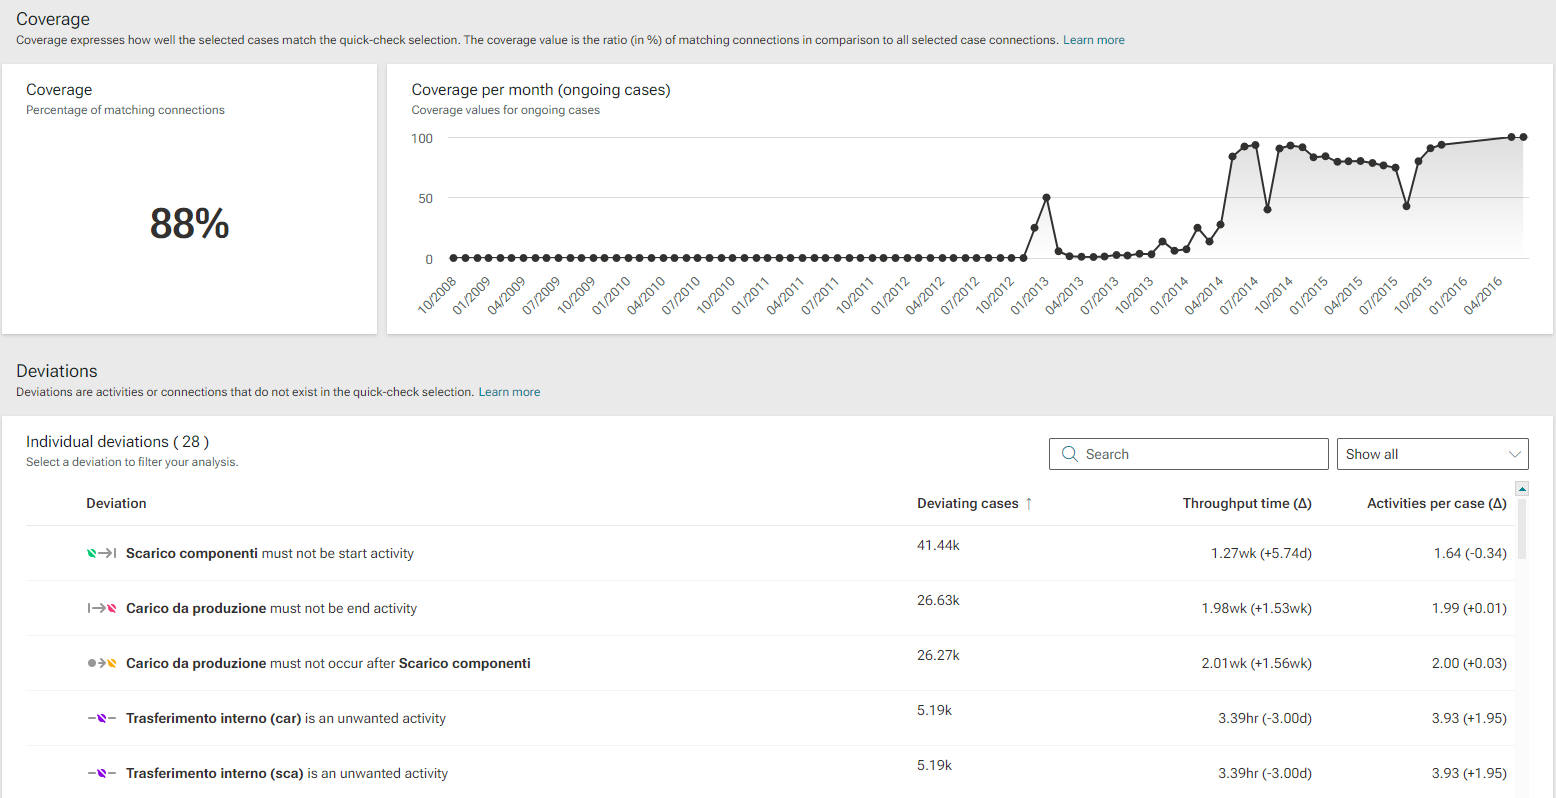 Coverage
Coverage expresses how well the selected cases match the quick-check selection. The coverage value is the ratio (in %) of matching connections in comparison to all selected case connections. Learn more
Coverage
Percentage of matching connections
88%
Coverage per month (ongoing cases)
Coverage values for ongoing cases
100
50
0
10/2008 01/2009 04/2009 07/2009 10/2009 01/2010 04/2010 07/2010 10/2010 01/2011 04/2011 07/2011 10/2011 01/2012 04/2012 07/2012 10/2012 01/2013 04/2013 07/2013 10/2013 01/2014 04/2014 07/2014 10/2014 01/2015 04/2015 07/2015 10/2015 01/2016 04/2016
Deviations
Deviations are activities or connections that do not exist in the quick-check selection. Learn more
Individual deviations ( 28 )
Select a deviation to filter your analysis.
Search
Show all
Deviation Deviating cases ↑ Throughput time (Δ) Activities per case (Δ)
Scarico componenti must not be start activity 41.44k 1.27wk (+5.74d) 1.64 (-0.34)
Carico da produzione must not be end activity 26.63k 1.98wk (+1.53wk) 1.99 (+0.01)
Carico da produzione must not occur after Scarico componenti 26.27k 2.01wk (+1.56wk) 2.00 (+0.03)
Trasferimento interno (car) is an unwanted activity 5.19k 3.39hr (-3.00d) 3.93 (+1.95)
Trasferimento interno (sca) is an unwanted activity 5.19k 3.39hr (-3.00d) 3.93 (+1.95)